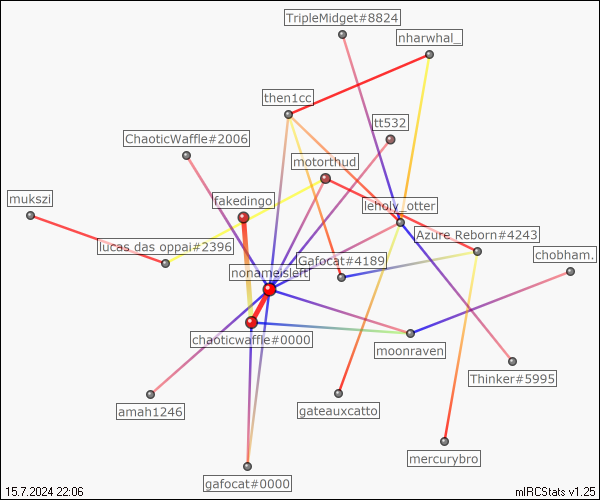 TripleMidget#8824
nharwhal_
then1cc
tt532
ChaoticWaffle#2006
motorthud
mukszi
fakedingo
leholy_otter
Azure Reborn#4243
lucas das oppai#2396
chobham.
Gafocat#4189
nonameisleft
chaoticwaffle#0000
moonraven
Thinker#5995
amah1246
gateauxcatto
mercurybro
gafocat#0000
15.7.2024 22:06
mIRCStats v1.25